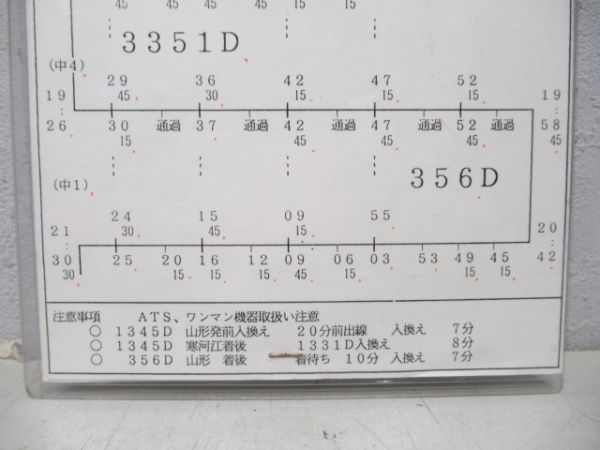 45 45 15 15
3351D
(中4)
29 36 42 47 52
19 45 30 15 15 15 19
26 30 通過 37 通過 42 通過 47 通過 52 通過 58
15 45 45 45 45
(中1)
356D
24 15 09 55
21 30 45 15 20
30 25 20 16 12 09 06 03 53 49 45 42
30 15 15 15 45 15 15 15
注意事項 ATS、ワンマン機器取扱い注意
○ 1345D 山形発前入換え 20分前出線 入換え 7分
○ 1345D 寒河江着後 1331D入換え 8分
○ 356D 山形 着後 着待ち 10分 入換え 7分